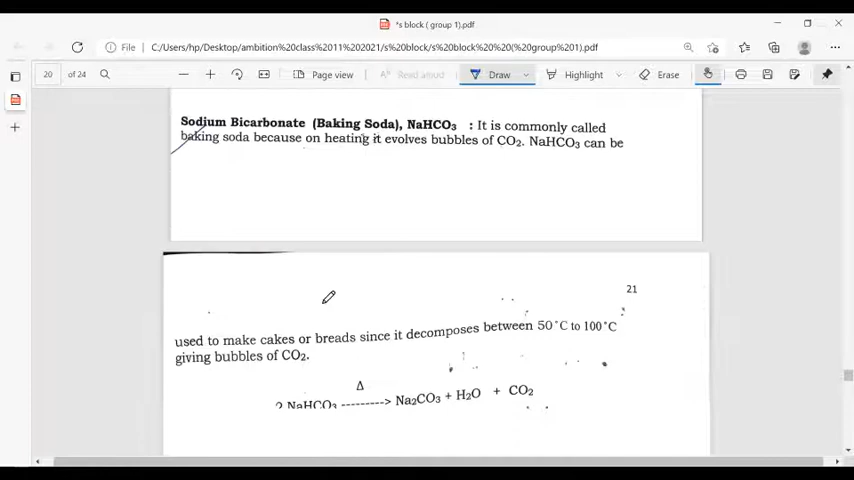 *s block ( group 1).pdf
File
C:/Users/hp/Desktop/ambition%20class%2011%202021/s%20block/s%20block%20%20(%20group%201).pdf
20 of 24
Page view
Read aloud
Draw
Highlight
Erase
Sodium Bicarbonate (Baking Soda), NaHCO₃ : It is commonly called
baking soda because on heating it evolves bubbles of CO₂. NaHCO₃ can be
21
used to make cakes or breads since it decomposes between 50°C to 100°C
giving bubbles of CO₂.
Δ
2 NaHCO₃ ---------> Na₂CO₃ + H₂O + CO₂